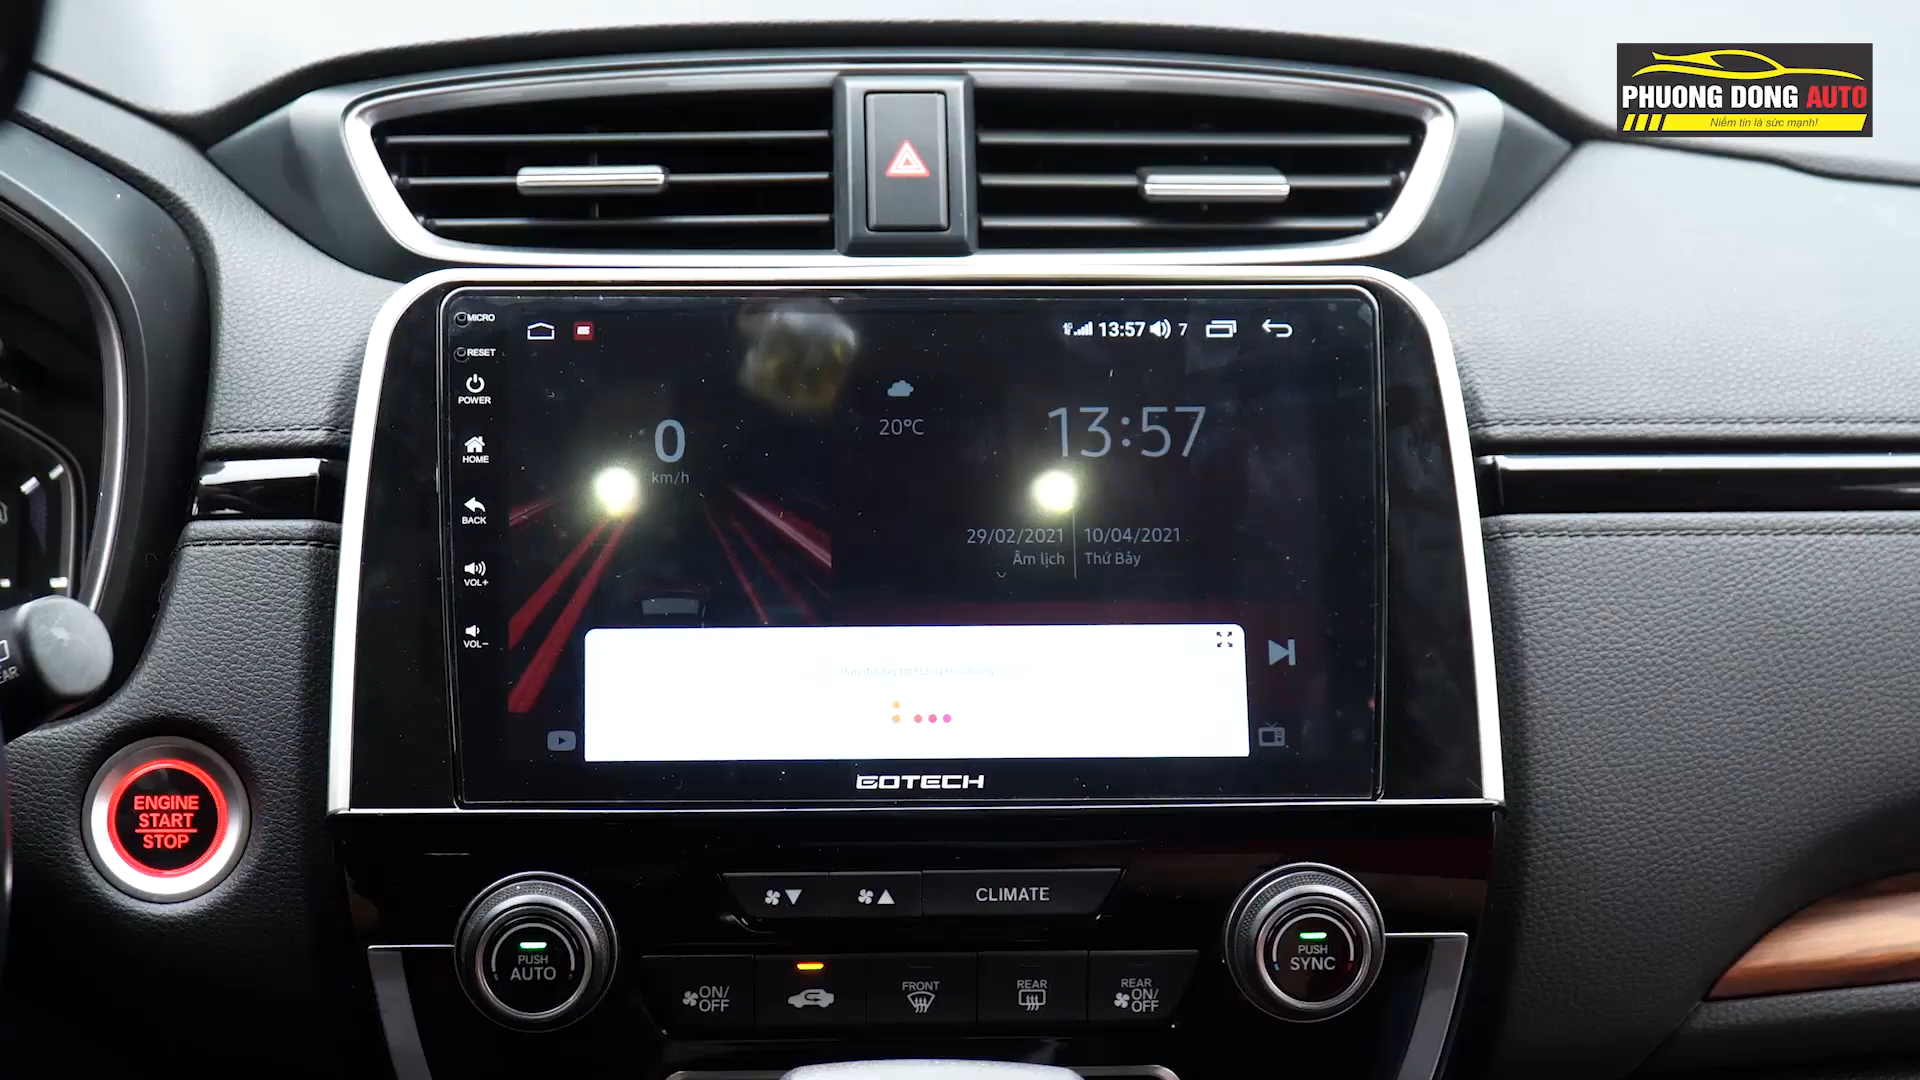 PHUONG DONG AUTO
Niềm tin là sức mạnh!
MICRO
RESET
POWER
HOME
BACK
VOL+
VOL-
13:57 7
0
km/h
20°C
13:57
29/02/2021 10/04/2021
Âm lịch Thứ Bảy
GOTECH
ENGINE
START
STOP
CLIMATE
PUSH
AUTO
PUSH
SYNC
ON/
OFF
FRONT
REAR
REAR
ON/
OFF